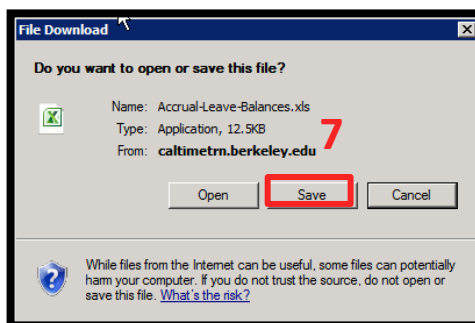 File Download
Do you want to open or save this file?
Name: Accrual-Leave-Balances.xls
Type: Application, 12.5KB
From: caltimetrn.berkeley.edu
7
Open Save Cancel
While files from the Internet can be useful, some files can potentially
harm your computer. If you do not trust the source, do not open or
save this file. What's the risk?